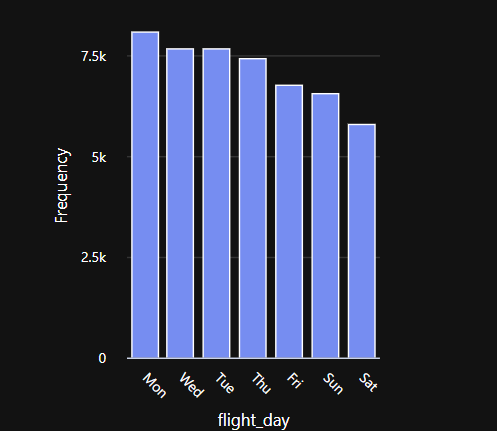 7.5k
5k
2.5k
0
Frequency
Mon
Wed
Tue
Thu
Fri
Sun
Sat
flight_day